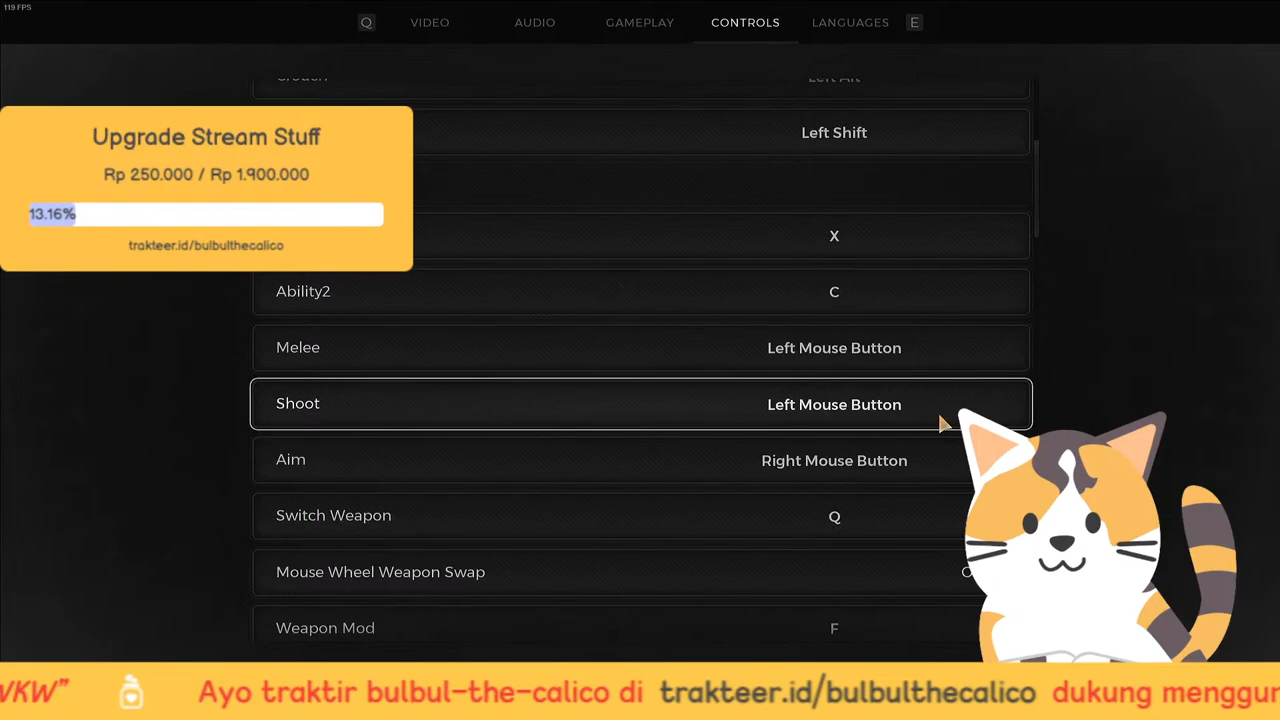 119 FPS
Q VIDEO AUDIO GAMEPLAY CONTROLS LANGUAGES E
Crouch Left Alt
Left Shift
Upgrade Stream Stuff
Rp 250.000 / Rp 1.900.000
13.16%
trakteer.id/bulbulthecalico
X
Ability2 C
Melee Left Mouse Button
Shoot Left Mouse Button
Aim Right Mouse Button
Switch Weapon Q
Mouse Wheel Weapon Swap
Weapon Mod F
WKW” Ayo traktir bulbul-the-calico di trakteer.id/bulbulthecalico dukung menggun